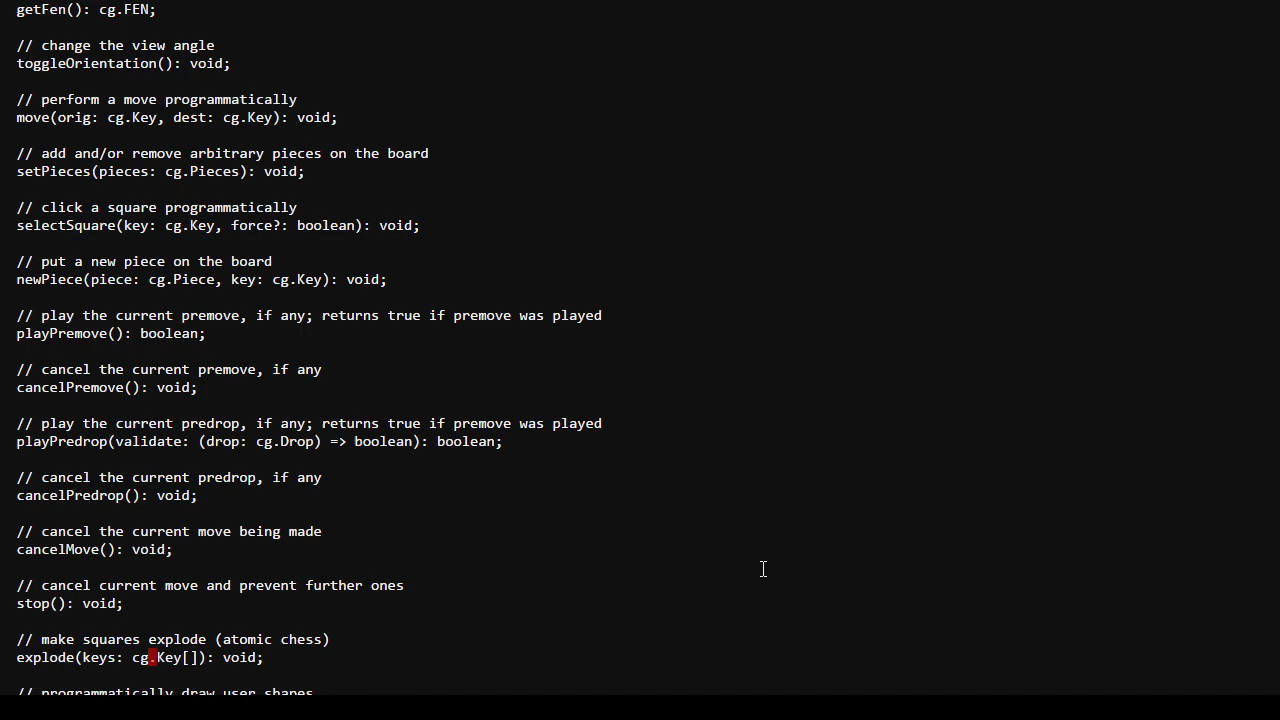 getFen(): cg.FEN;
// change the view angle
toggleOrientation(): void;
// perform a move programmatically
move(orig: cg.Key, dest: cg.Key): void;
// add and/or remove arbitrary pieces on the board
setPieces(pieces: cg.Pieces): void;
// click a square programmatically
selectSquare(key: cg.Key, force?: boolean): void;
// put a new piece on the board
newPiece(piece: cg.Piece, key: cg.Key): void;
// play the current premove, if any; returns true if premove was played
playPremove(): boolean;
// cancel the current premove, if any
cancelPremove(): void;
// play the current predrop, if any; returns true if premove was played
playPredrop(validate: (drop: cg.Drop) => boolean): boolean;
// cancel the current predrop, if any
cancelPredrop(): void;
// cancel the current move being made
cancelMove(): void;
// cancel current move and prevent further ones
stop(): void;
// make squares explode (atomic chess)
explode(keys: cg.Key[]): void;
// programmatically draw user shapes